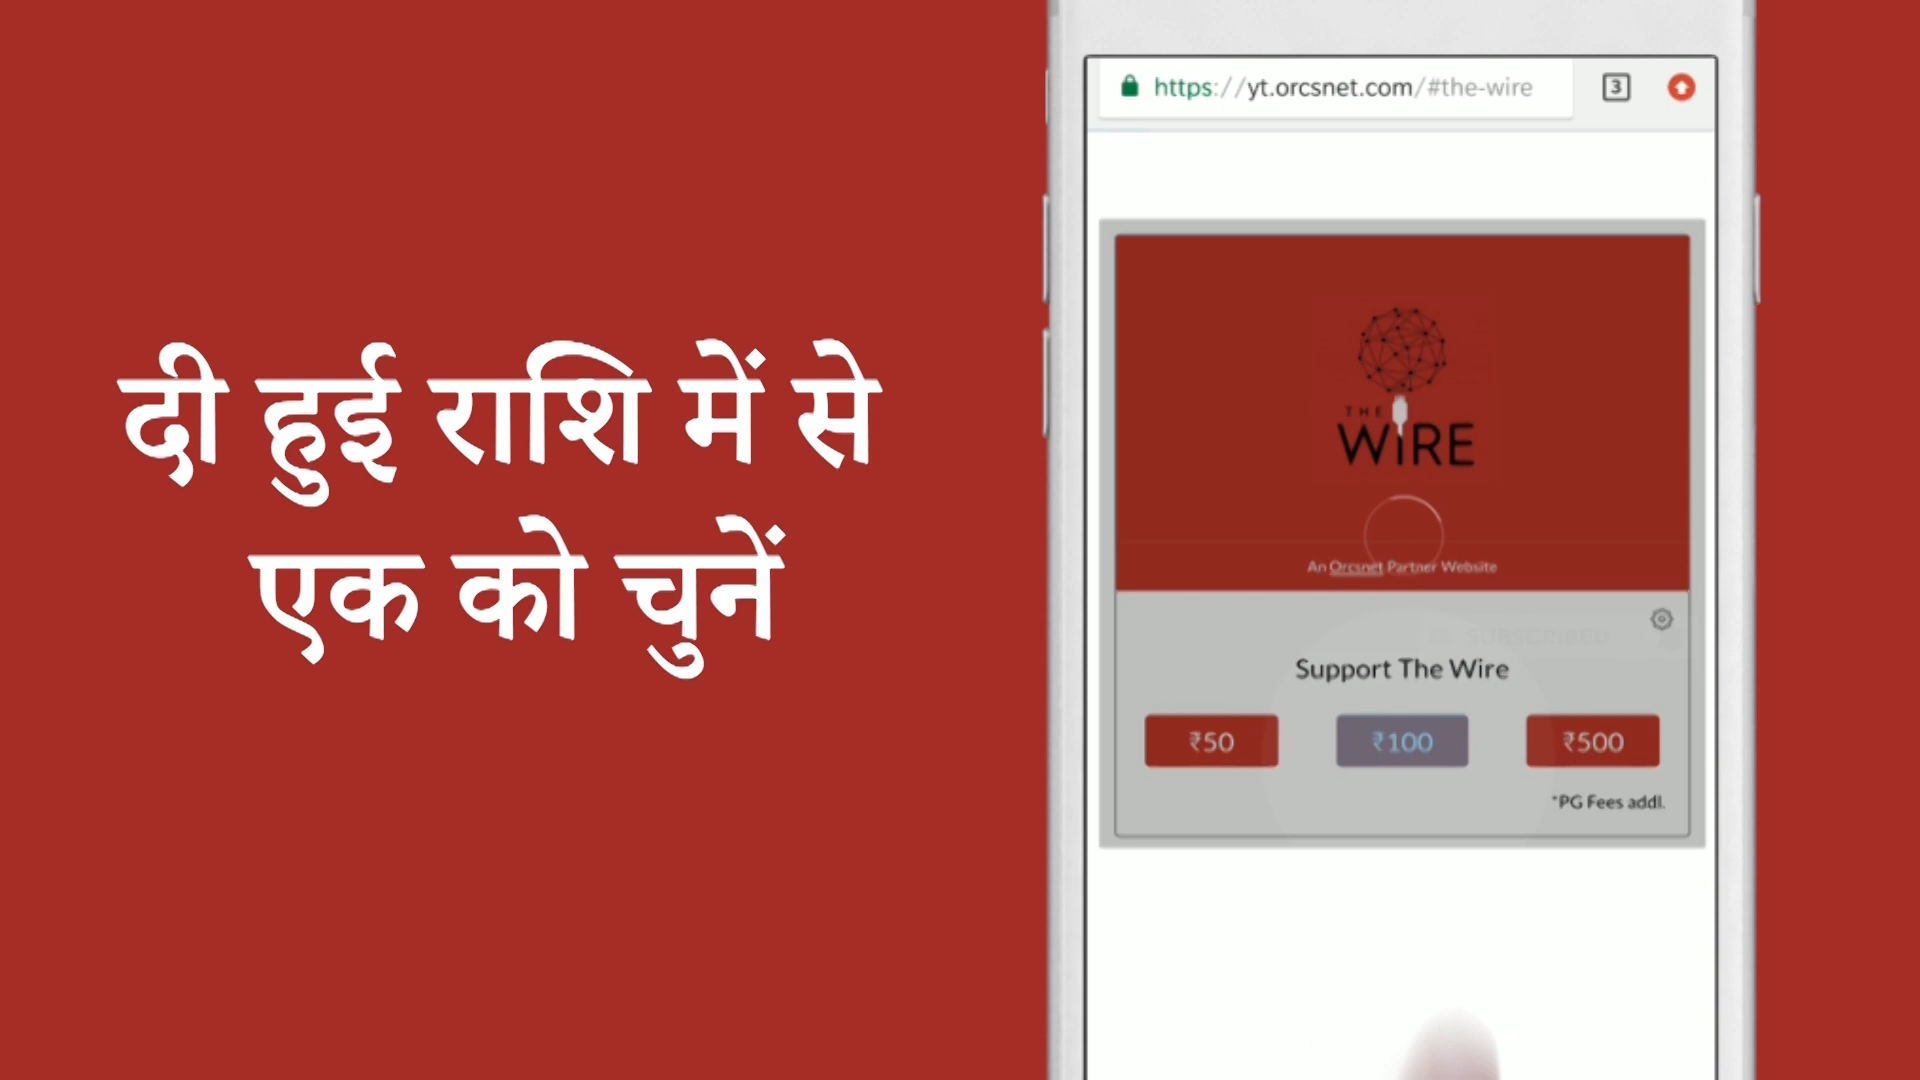 दी हुई राशि में से
एक को चुनें
https://yt.orcsnet.com/#the-wire
3
THE
WIRE
An Orcsnet Partner Website
Support The Wire
₹50
₹100
₹500
*PG Fees addl.